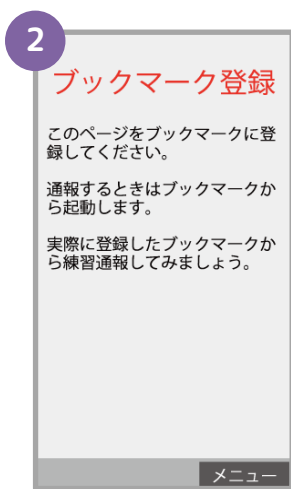 2
ブックマーク登録
このページをブックマークに登
録してください。
通報するときはブックマークか
ら起動します。
実際に登録したブックマークか
ら練習通報してみましょう。
メニュー